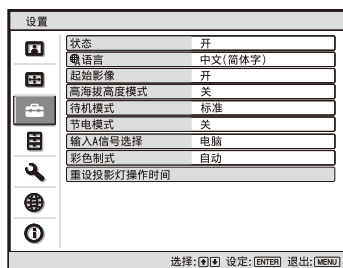 设置
状态 开
语言 中文(简体字)
起始影像 开
高海拔高度模式 关
待机模式 标准
节电模式 关
输入A信号选择 电脑
彩色制式 自动
重设投影灯操作时间
选择: 设定: ENTER 退出: MENU